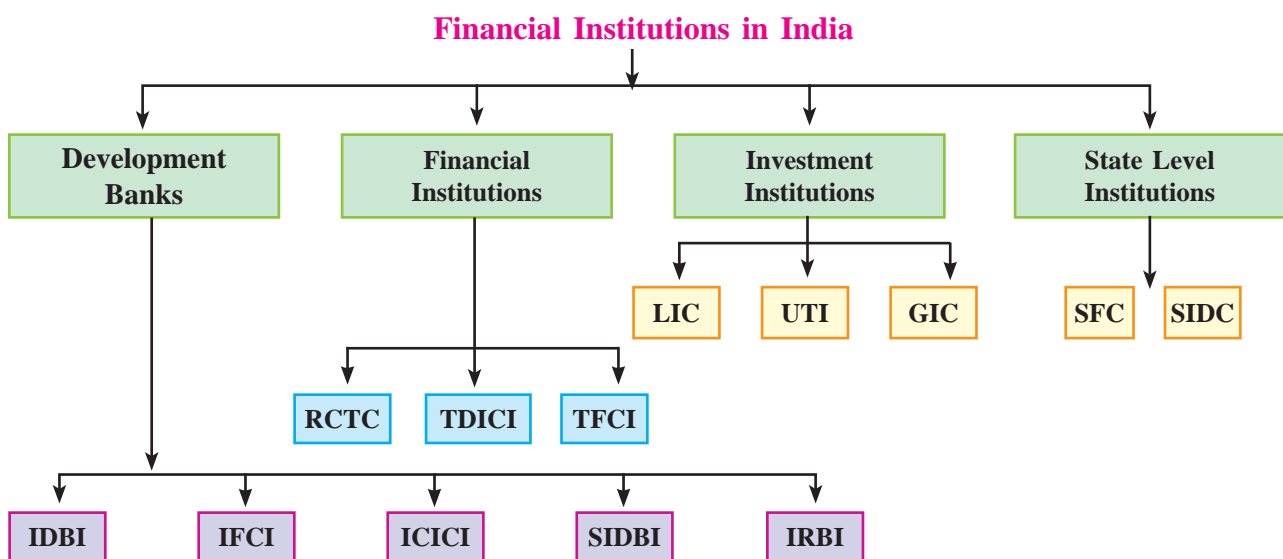 Financial Institutions in India
Development
Banks
Financial
Institutions
Investment
Institutions
State Level
Institutions
LIC
UTI
GIC
SFC
SIDC
RCTC
TDICI
TFCI
IDBI
IFCI
ICICI
SIDBI
IRBI